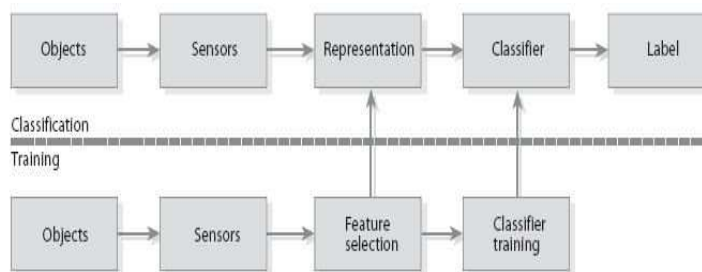 Objects
Sensors
Representation
Classifier
Label
Classification
Training
Objects
Sensors
Feature
selection
Classifier
training